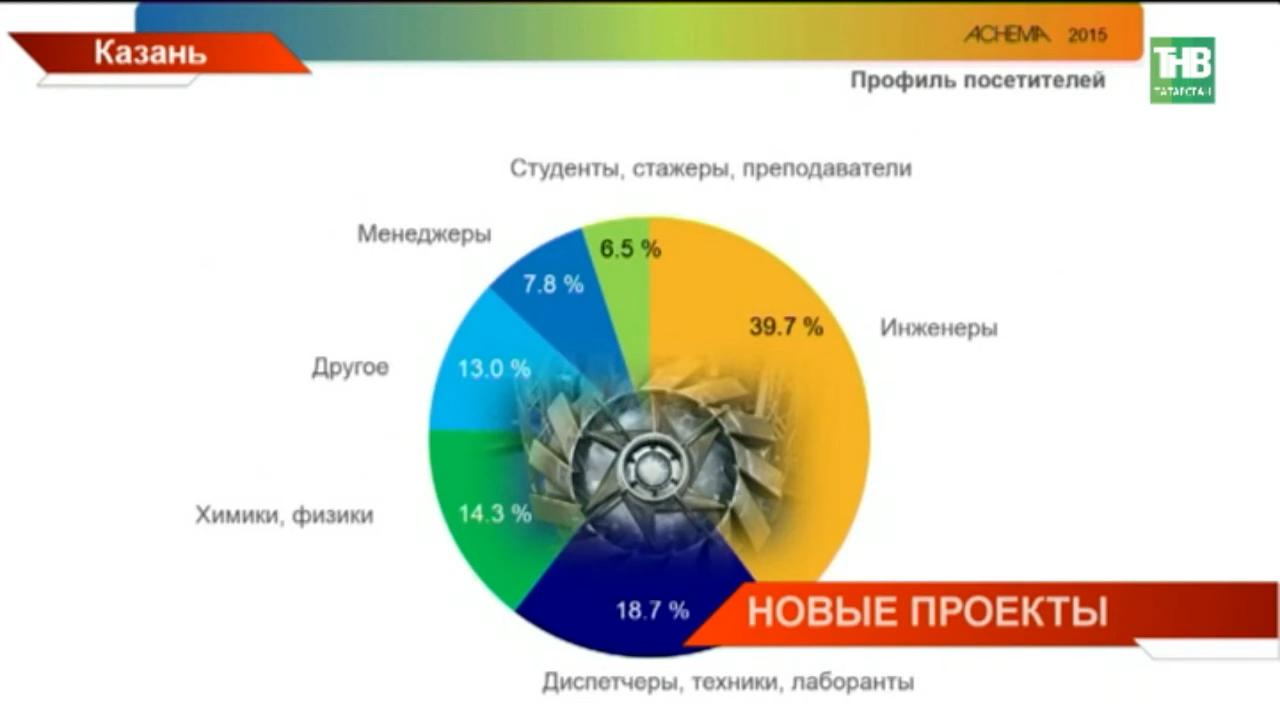 Казань
ACHEMA 2015
ТНВ
ТАТАРСТАН
Профиль посетителей
Студенты, стажеры, преподаватели
Менеджеры
6.5 %
7.8 %
39.7 %
Инженеры
Другое
13.0 %
Химики, физики
14.3 %
18.7 %
НОВЫЕ ПРОЕКТЫ
Диспетчеры, техники, лаборанты